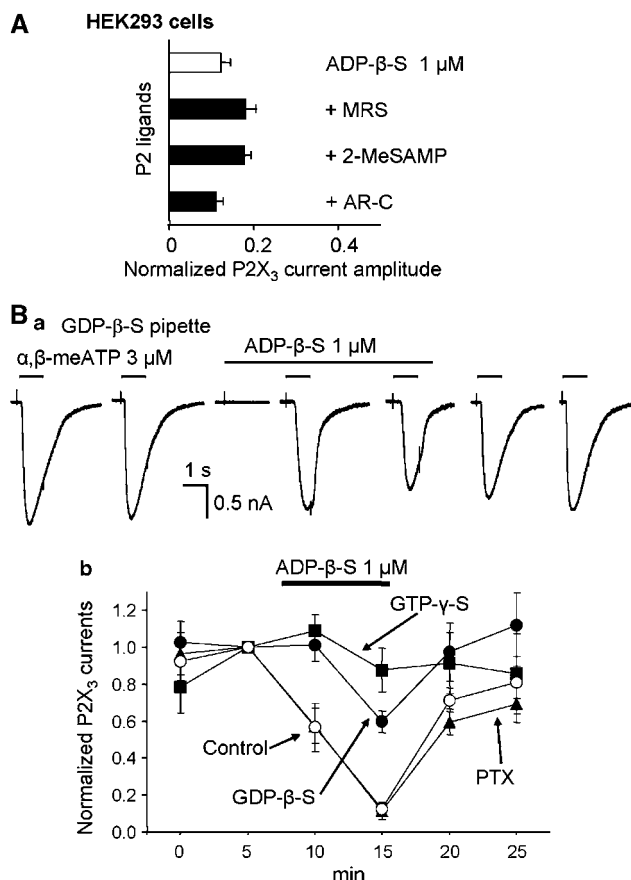 A
HEK293 cells
P2 ligands
ADP-β-S 1 µM
+ MRS
+ 2-MeSAMP
+ AR-C
0 0.2 0.4
Normalized P2X3 current amplitude
B a GDP-β-S pipette
α,β-meATP 3 µM
ADP-β-S 1 µM
1 s
0.5 nA
b
ADP-β-S 1 µM
GTP-γ-S
Normalized P2X3 currents
1.2
1.0
0.8
0.6
0.4
0.2
0.0
Control
GDP-β-S
PTX
0 5 10 15 20 25
min